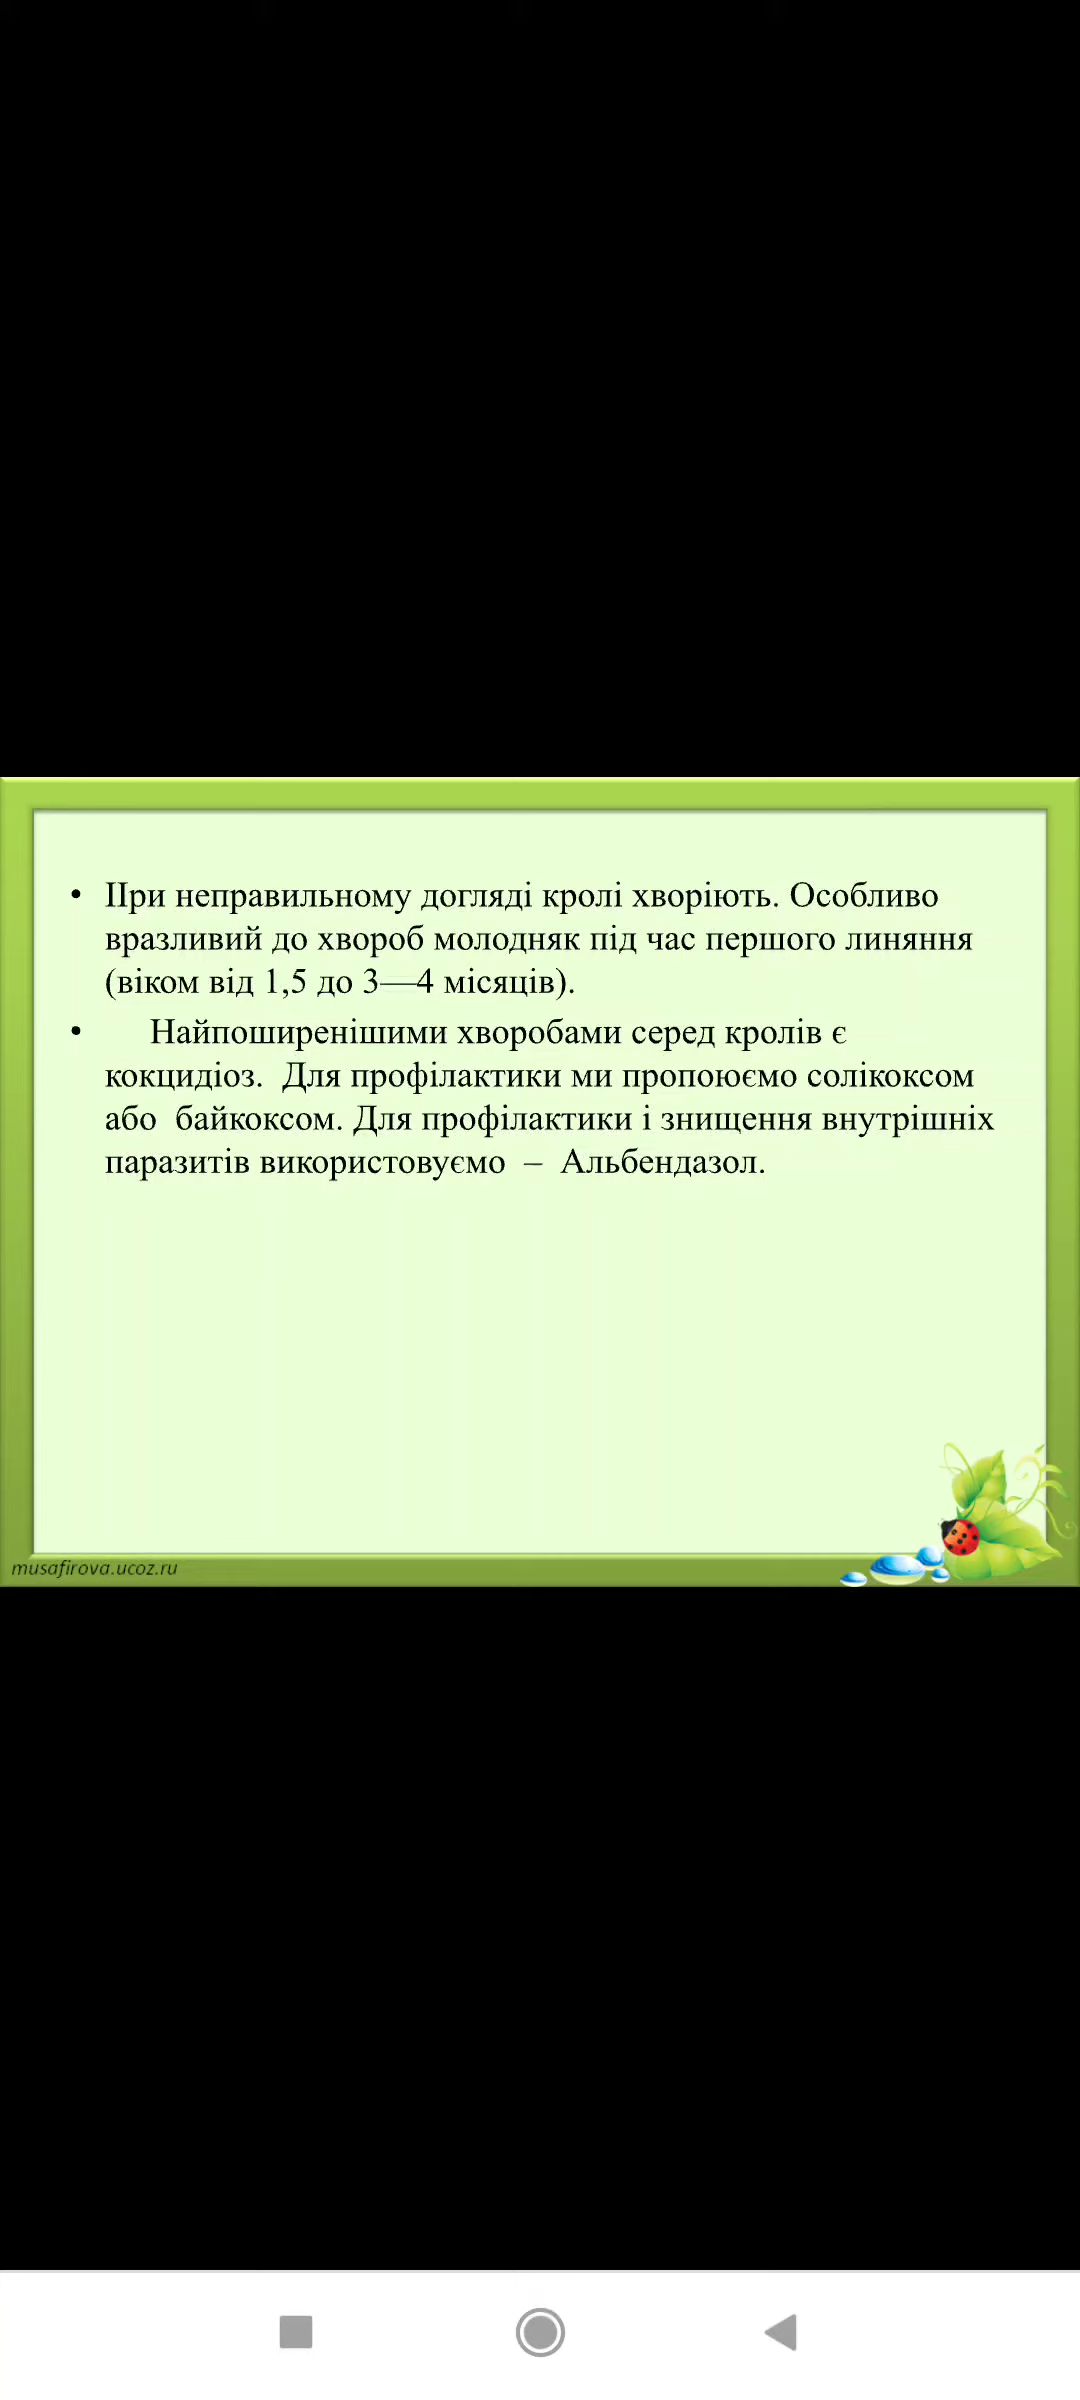 • ІІри неправильному догляді кролі хворіють. Особливо
вразливий до хвороб молодняк під час першого линяння
(віком від 1,5 до 3—4 місяців).
• Найпоширенішими хворобами серед кролів є
кокцидіоз. Для профілактики ми пропоюємо солікоксом
або байкоксом. Для профілактики і знищення внутрішніх
паразитів використовуємо – Альбендазол.
musafirova.ucoz.ru